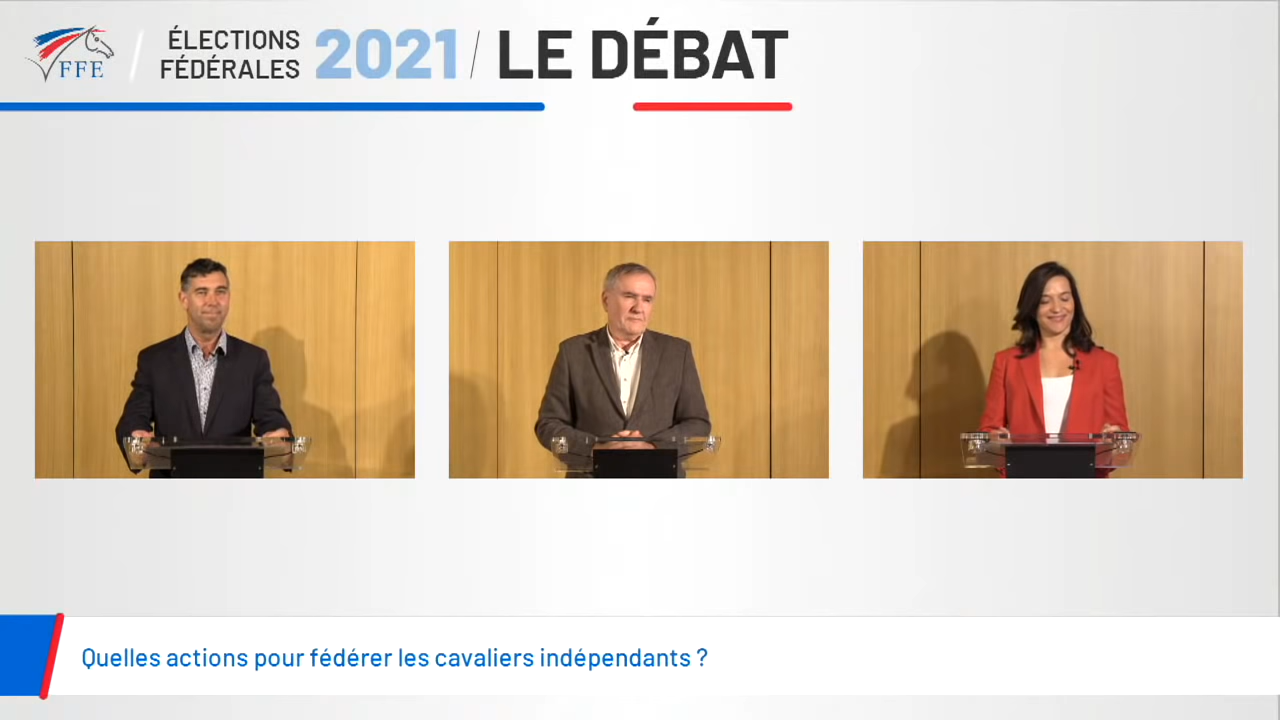 FFE
ÉLECTIONS
FÉDÉRALES
2021 / LE DÉBAT
Quelles actions pour fédérer les cavaliers indépendants ?